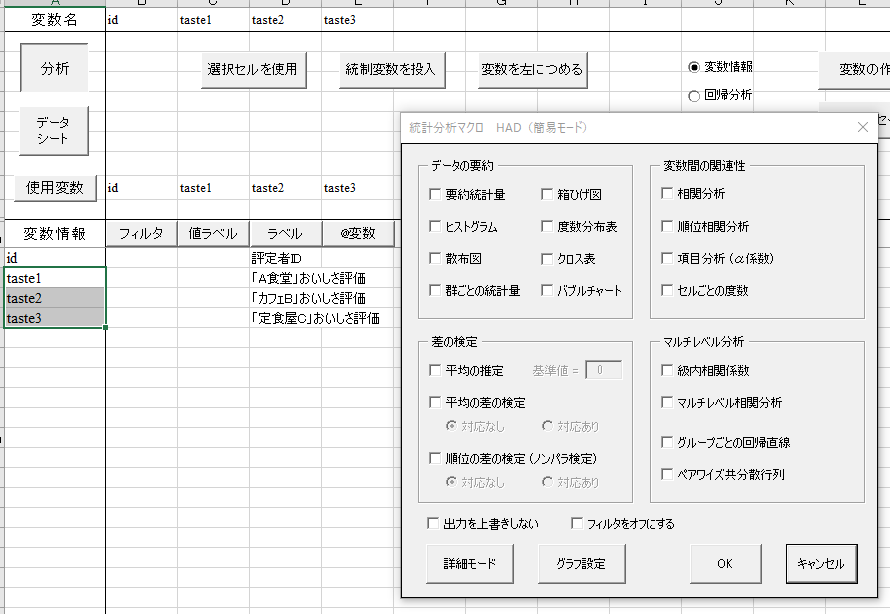 変数名 id taste1 taste2 taste3
分析 選択セルを使用 統制変数を投入 変数を左につめる 変数情報 変数の作
回帰分析
データ
シート
使用変数 id taste1 taste2 taste3
変数情報 フィルタ 値ラベル ラベル @変数
id 評定者ID
taste1 「A食堂」おいしさ評価
taste2 「カフェB」おいしさ評価
taste3 「定食屋C」おいしさ評価
統計分析マクロ HAD（簡易モード）
データの要約
要約統計量 箱ひげ図
ヒストグラム 度数分布表
散布図 クロス表
群ごとの統計量 バブルチャート
変数間の関連性
相関分析
順位相関分析
項目分析（α係数）
セルごとの度数
差の検定
平均の推定 基準値 = 0
平均の差の検定
対応なし 対応あり
順位の差の検定（ノンパラ検定）
対応なし 対応あり
マルチレベル分析
級内相関係数
マルチレベル相関分析
グループごとの回帰直線
ペアワイズ共分散行列
出力を上書きしない フィルタをオフにする
詳細モード グラフ設定 OK キャンセル